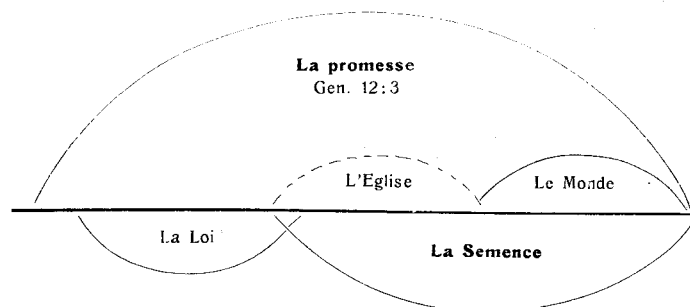 La promesse
Gen. 12:3
L'Eglise
Le Monde
La Loi
La Semence